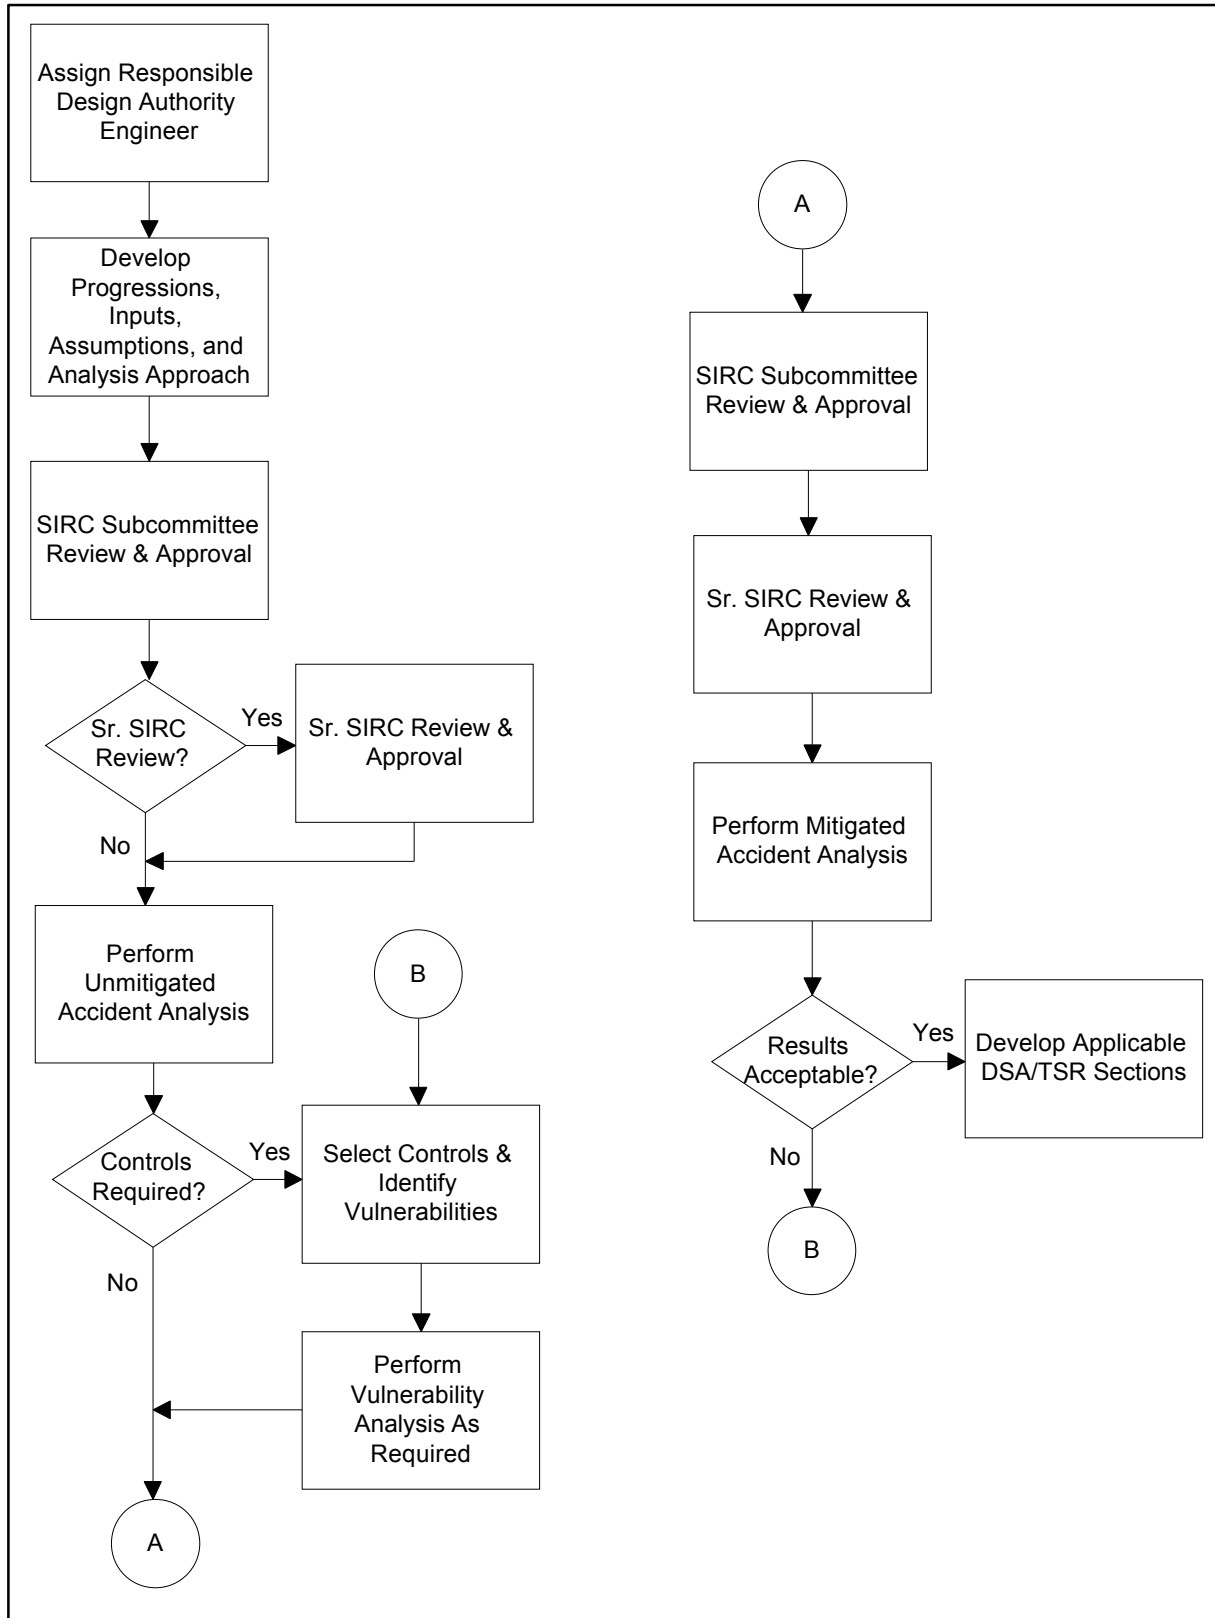 Assign Responsible
Design Authority
Engineer
Develop
Progressions,
Inputs,
Assumptions, and
Analysis Approach
SIRC Subcommittee
Review & Approval
Sr. SIRC
Review?
Yes
Sr. SIRC Review &
Approval
No
Perform
Unmitigated
Accident Analysis
B
Controls
Required?
Yes
Select Controls &
Identify
Vulnerabilities
No
Perform
Vulnerability
Analysis As
Required
A
A
SIRC Subcommittee
Review & Approval
Sr. SIRC Review &
Approval
Perform Mitigated
Accident Analysis
Results
Acceptable?
Yes
Develop Applicable
DSA/TSR Sections
No
B